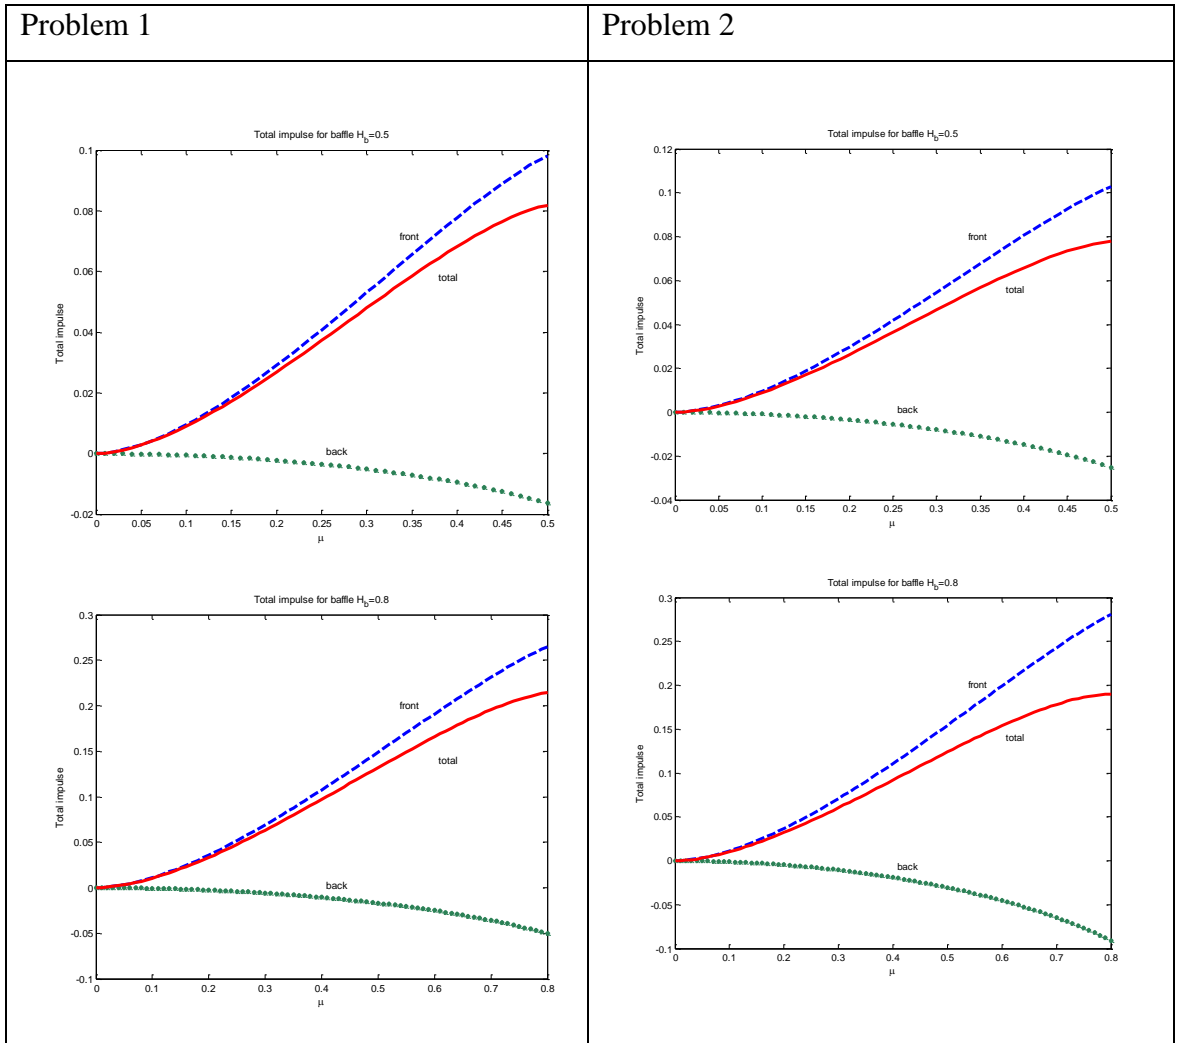 Problem 1
Problem 2
Total impulse for baffle Hb=0.5
0.1
0.08
0.06
0.04
0.02
0
-0.02
0 0.05 0.1 0.15 0.2 0.25 0.3 0.35 0.4 0.45 0.5
μ
Total impulse
front
total
back
Total impulse for baffle Hb=0.5
0.12
0.1
0.08
0.06
0.04
0.02
0
-0.02
-0.04
0 0.05 0.1 0.15 0.2 0.25 0.3 0.35 0.4 0.45 0.5
μ
Total impulse
front
total
back
Total impulse for baffle Hb=0.8
0.3
0.25
0.2
0.15
0.1
0.05
0
-0.05
-0.1
0 0.1 0.2 0.3 0.4 0.5 0.6 0.7 0.8
μ
Total impulse
front
total
back
Total impulse for baffle Hb=0.8
0.3
0.25
0.2
0.15
0.1
0.05
0
-0.05
-0.1
0 0.1 0.2 0.3 0.4 0.5 0.6 0.7 0.8
μ
Total impulse
front
total
back